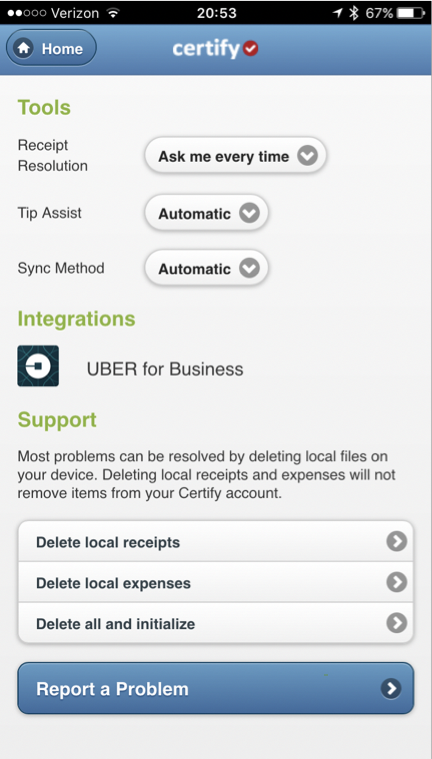 Verizon 20:53 67%
Home certify
Tools
Receipt
Resolution
Ask me every time
Tip Assist Automatic
Sync Method Automatic
Integrations
UBER for Business
Support
Most problems can be resolved by deleting local files on
your device. Deleting local receipts and expenses will not
remove items from your Certify account.
Delete local receipts
Delete local expenses
Delete all and initialize
Report a Problem